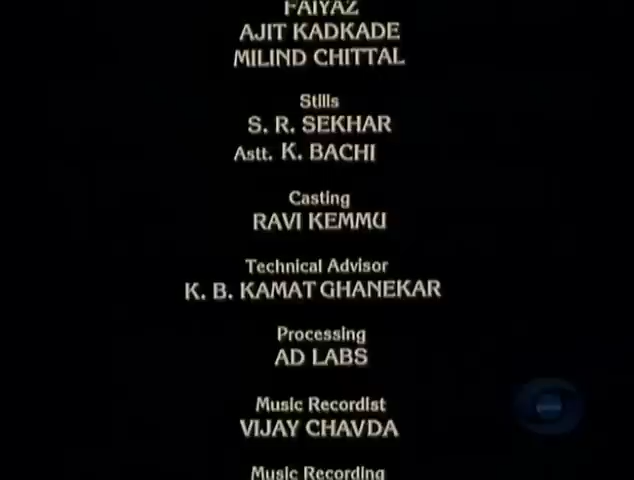 FAIYAZ
AJIT KADKADE
MILIND CHITTAL
Stills
S. R. SEKHAR
Astt. K. BACHI
Casting
RAVI KEMMU
Technical Advisor
K. B. KAMAT GHANEKAR
Processing
AD LABS
Music Recordist
VIJAY CHAVDA
Music Recording